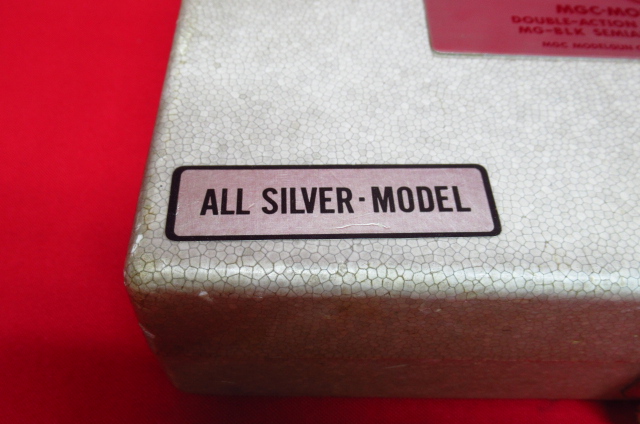 MGC-MO
DOUBLE-ACTION
MG-BLK SEMIA
MGC MODELGUN
ALL SILVER·MODEL